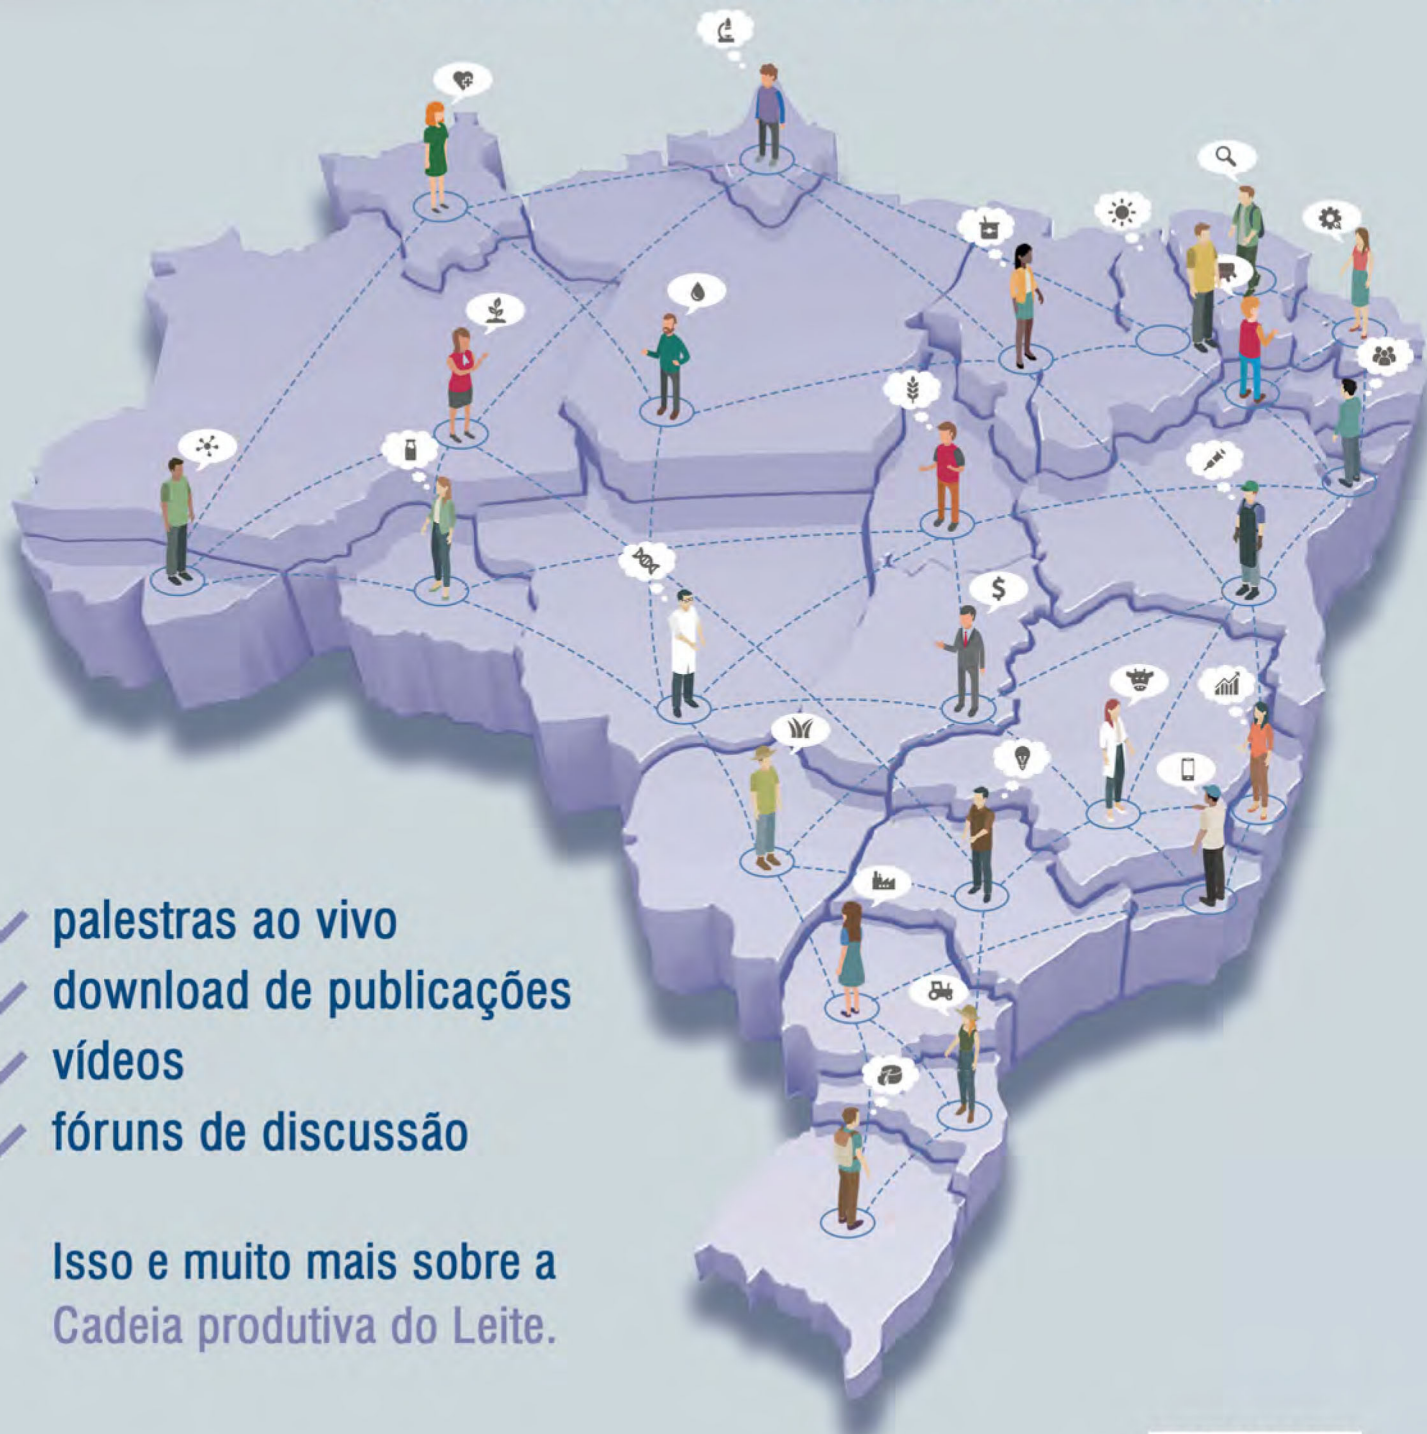 $
palestras ao vivo
download de publicações
vídeos
fóruns de discussão
Isso e muito mais sobre a
Cadeia produtiva do Leite.